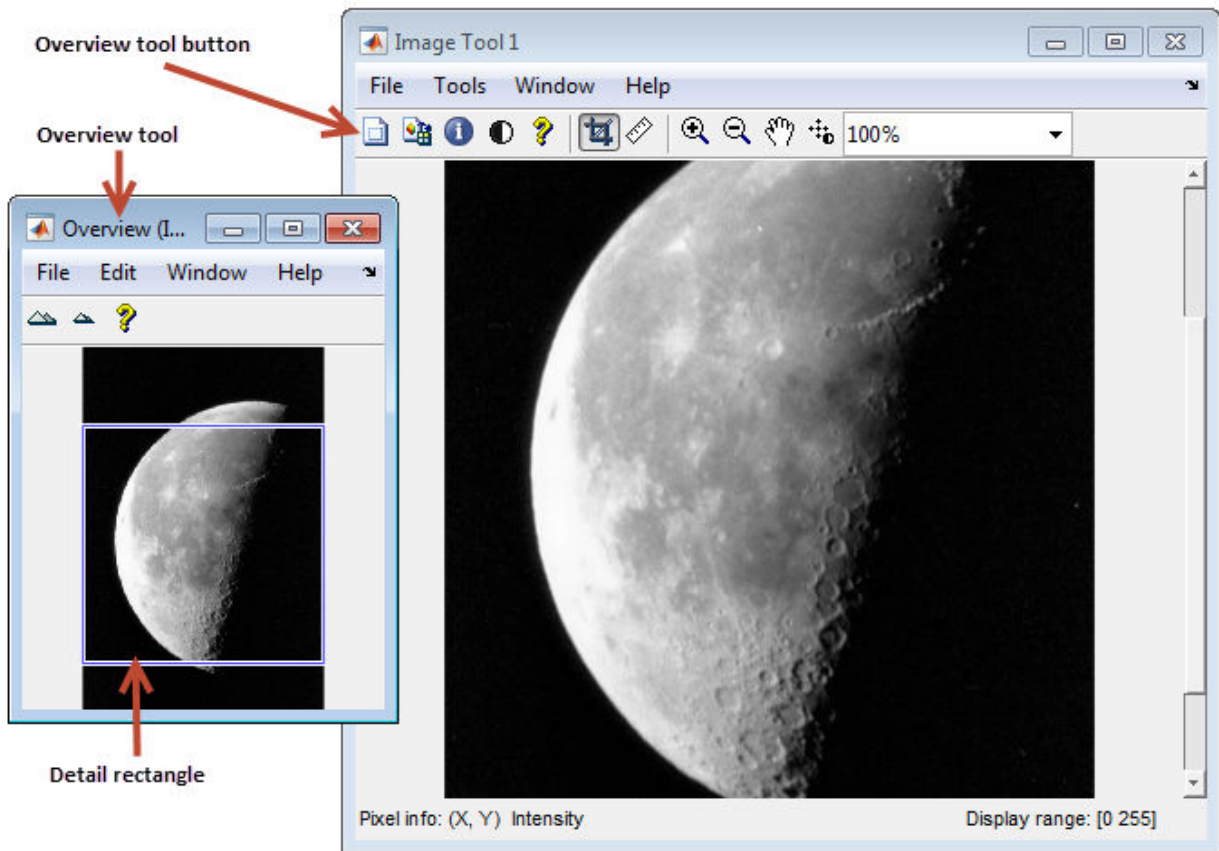 Overview tool button
Image Tool 1
File Tools Window Help
100%
Overview tool
Overview (I...
File Edit Window Help
Detail rectangle
Pixel info: (X, Y) Intensity
Display range: [0 255]